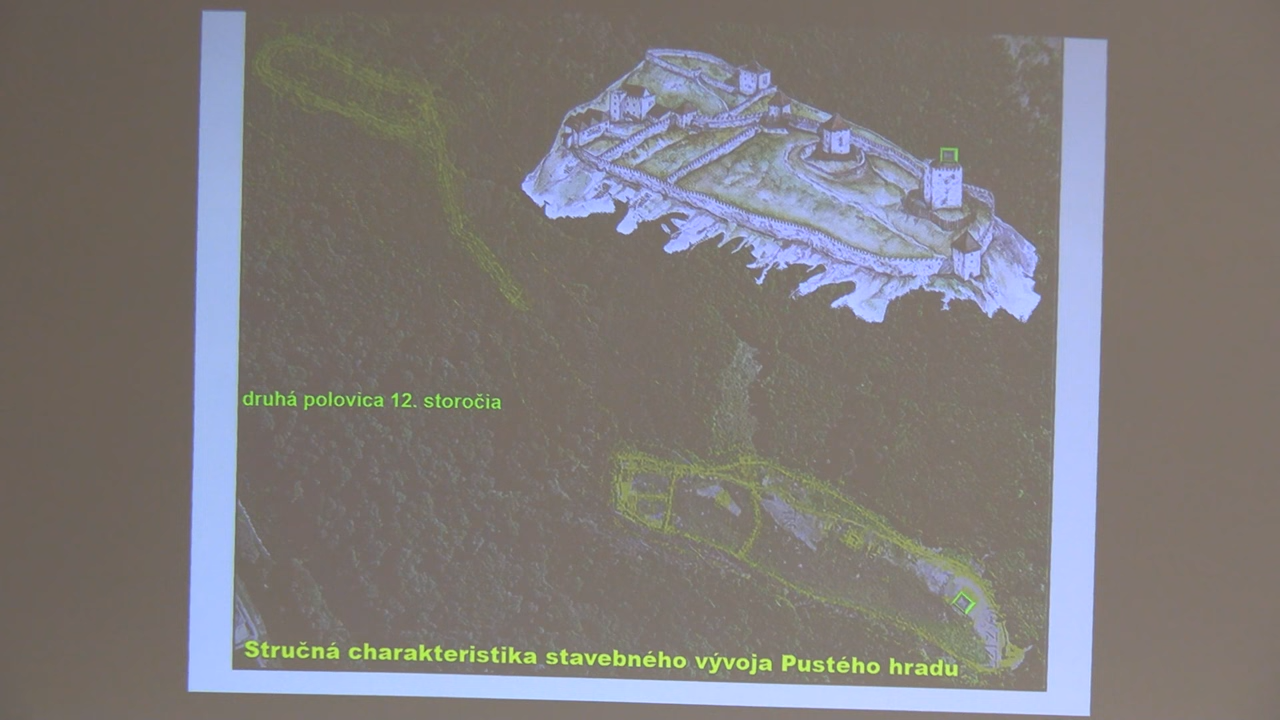 druhá polovica 12. storočia
Stručná charakteristika stavebného vývoja Pustého hradu